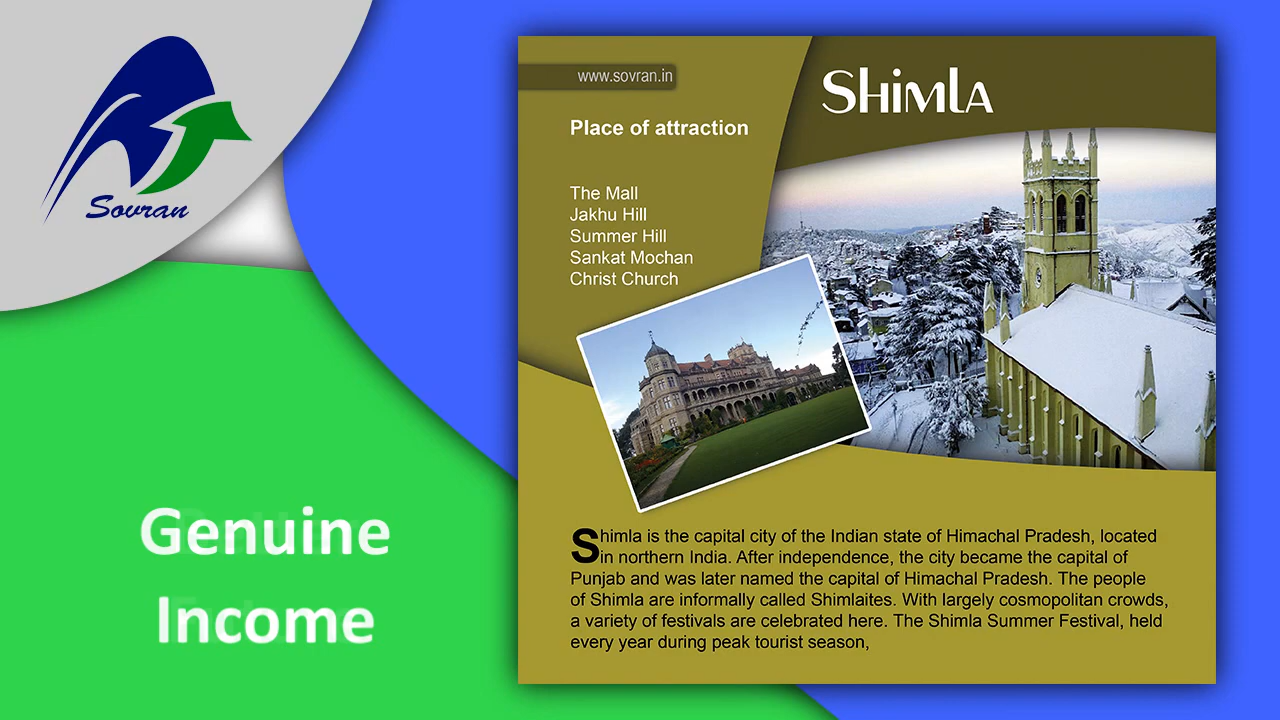 Sovran
www.sovran.in
Shimla
Place of attraction
The Mall
Jakhu Hill
Summer Hill
Sankat Mochan
Christ Church
Shimla is the capital city of the Indian state of Himachal Pradesh, located
in northern India. After independence, the city became the capital of
Punjab and was later named the capital of Himachal Pradesh. The people
of Shimla are informally called Shimlaites. With largely cosmopolitan crowds,
a variety of festivals are celebrated here. The Shimla Summer Festival, held
every year during peak tourist season,
Genuine
Income